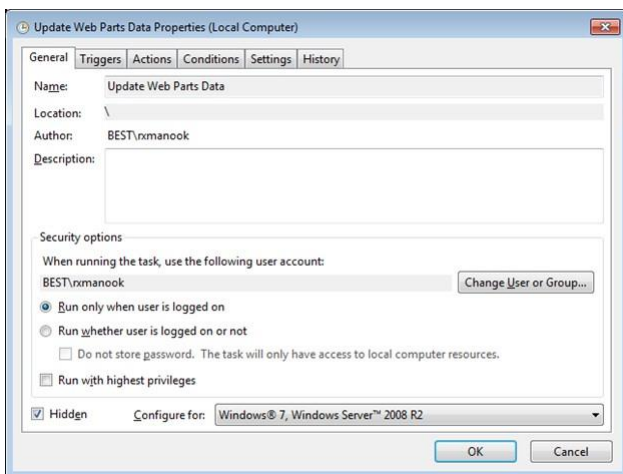 Update Web Parts Data Properties (Local Computer)
General Triggers Actions Conditions Settings History
Name: Update Web Parts Data
Location: \
Author: BEST\rxmanook
Description:
Security options
When running the task, use the following user account:
BEST\rxmanook Change User or Group...
Run only when user is logged on
Run whether user is logged on or not
Do not store password. The task will only have access to local computer resources.
Run with highest privileges
Hidden Configure for: Windows® 7, Windows Server™ 2008 R2
OK Cancel